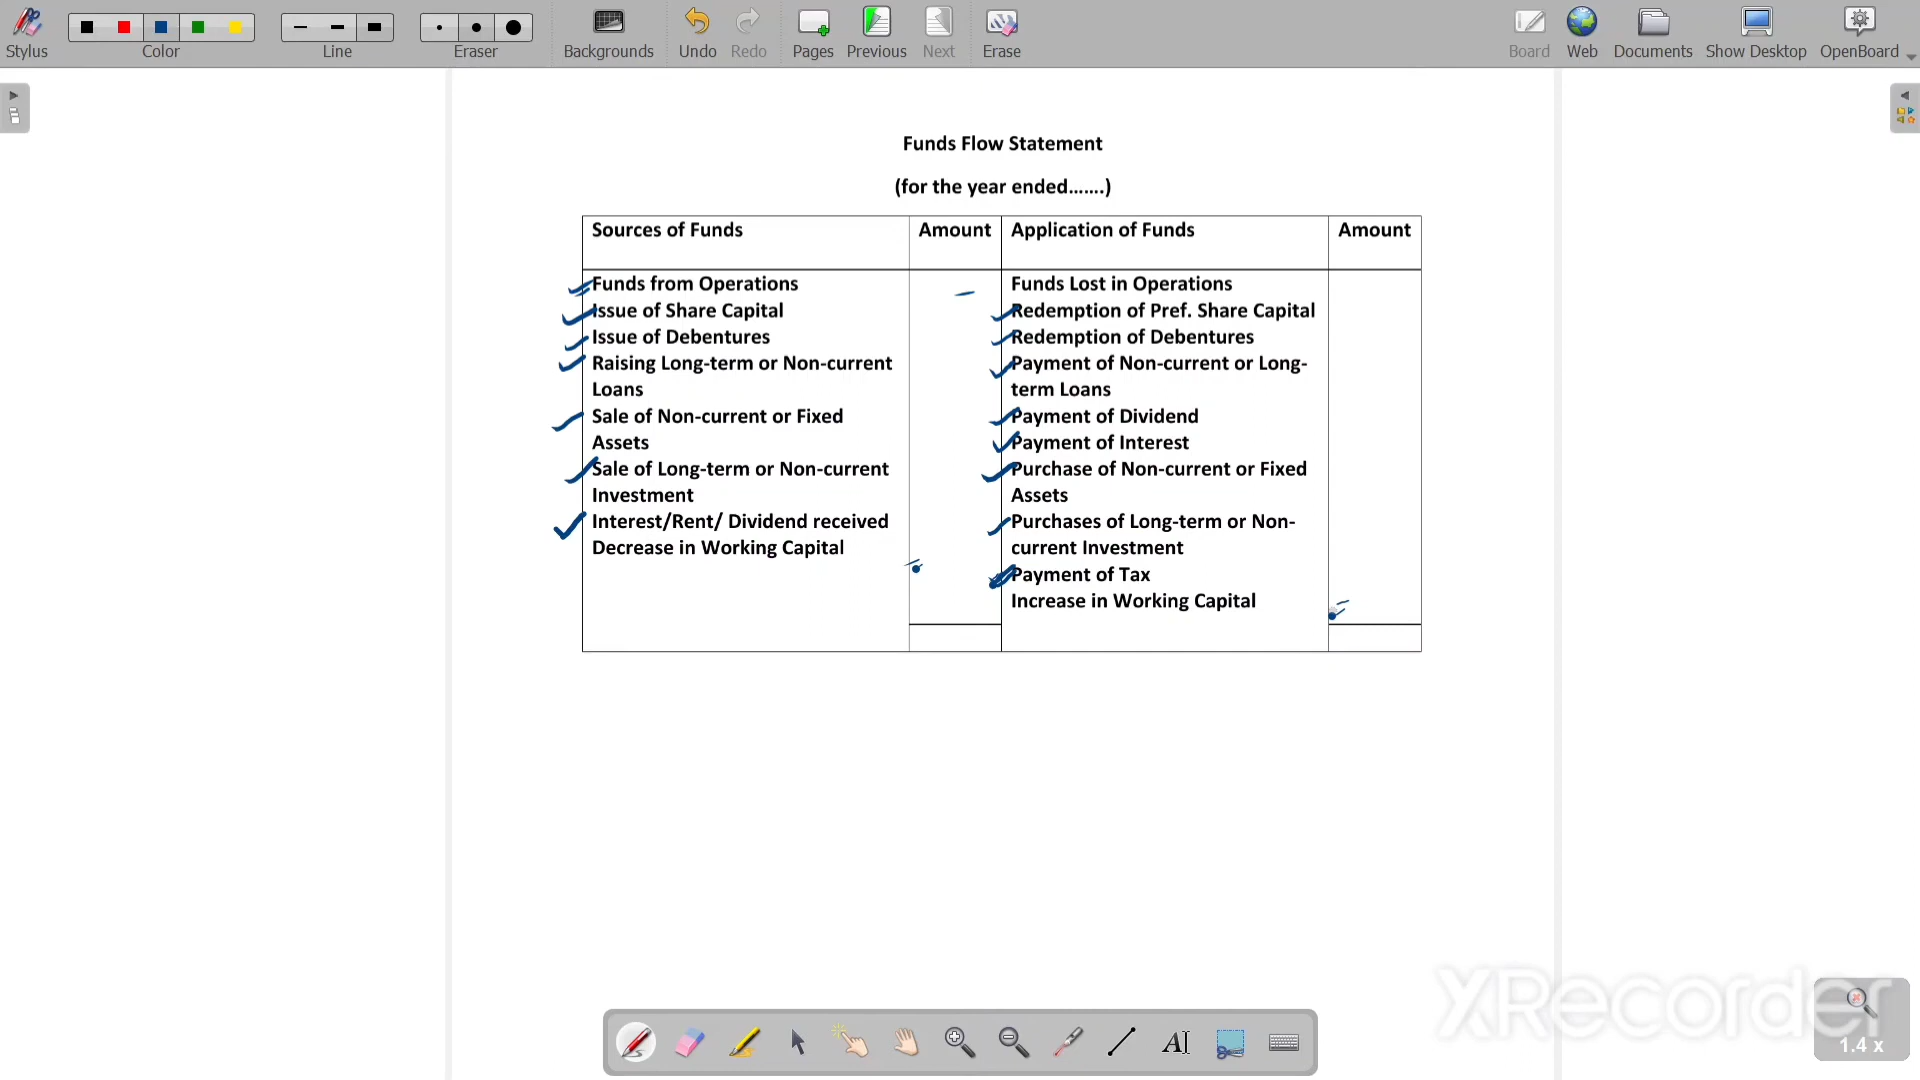 Stylus
Color
Line
Eraser
Backgrounds
Undo
Redo
Pages
Previous
Next
Erase
Board
Web
Documents
Show Desktop
OpenBoard
Funds Flow Statement
(for the year ended…….)
Sources of Funds
Amount
Application of Funds
Amount
Funds from Operations
Issue of Share Capital
Issue of Debentures
Raising Long-term or Non-current
Loans
Sale of Non-current or Fixed
Assets
Sale of Long-term or Non-current
Investment
Interest/Rent/ Dividend received
Decrease in Working Capital
Funds Lost in Operations
Redemption of Pref. Share Capital
Redemption of Debentures
Payment of Non-current or Long-
term Loans
Payment of Dividend
Payment of Interest
Purchase of Non-current or Fixed
Assets
Purchases of Long-term or Non-
current Investment
Payment of Tax
Increase in Working Capital
XRecorder
1.4 x
AI